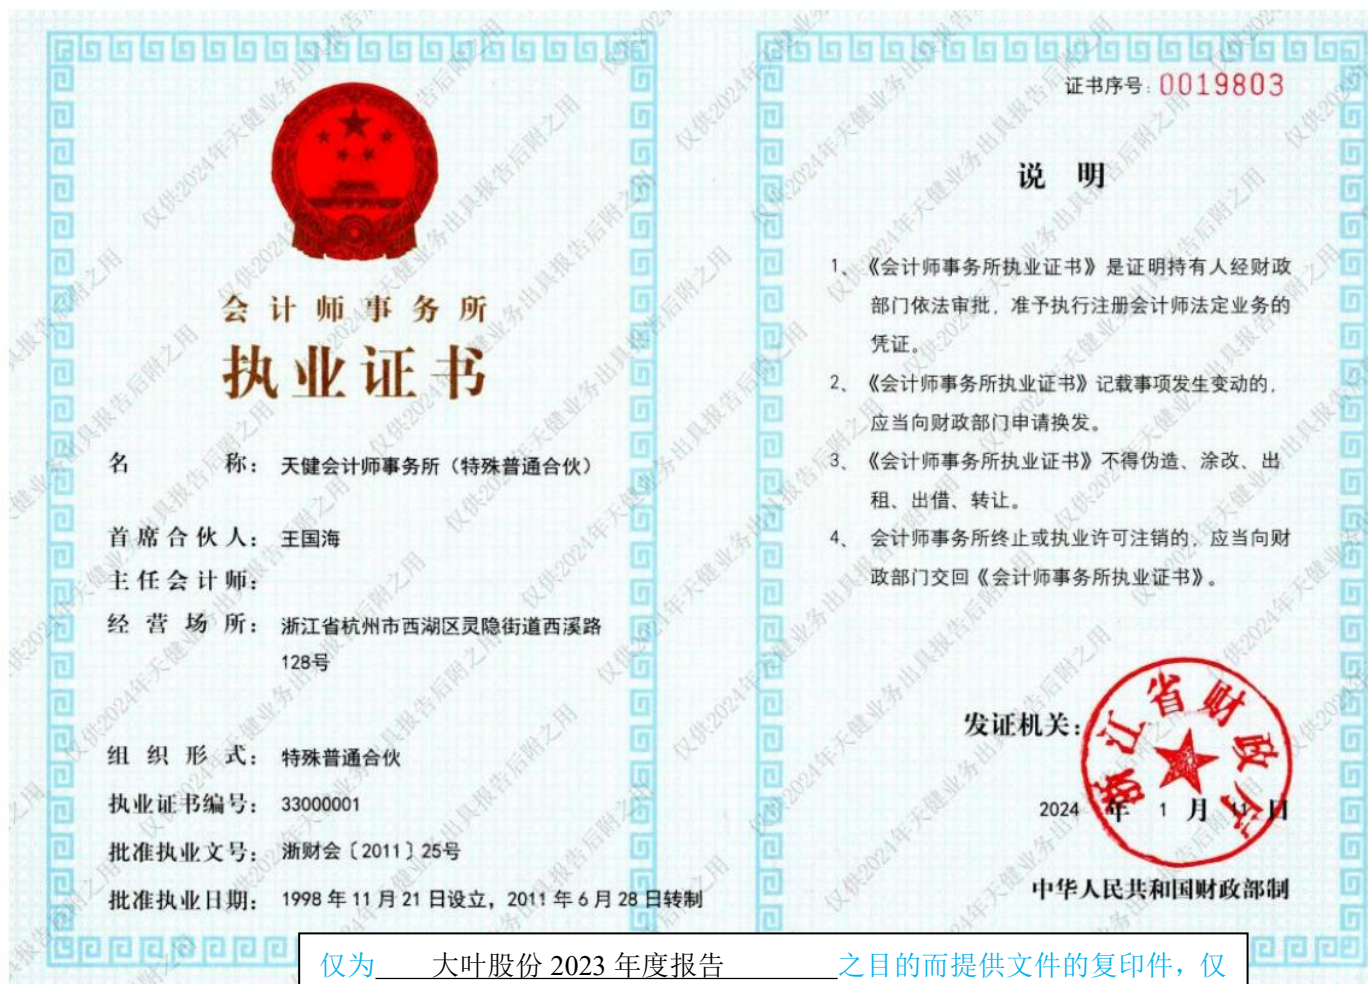 会计师事务所
执业证书
名称：天健会计师事务所（特殊普通合伙）
首席合伙人：王国海
主任会计师：
经营场所：浙江省杭州市西湖区灵隐街道西溪路
128号
组织形式：特殊普通合伙
执业证书编号：33000001
批准执业文号：浙财会〔2011〕25号
批准执业日期：1998年11月21日设立，2011年6月28日转制
证书序号：0019803
说明
1、《会计师事务所执业证书》是证明持有人经财政
部门依法审批，准予执行注册会计师法定业务的
凭证。
2、《会计师事务所执业证书》记载事项发生变动的，
应当向财政部门申请换发。
3、《会计师事务所执业证书》不得伪造、涂改、出
租、出借、转让。
4、会计师事务所终止或执业许可注销的，应当向财
政部门交回《会计师事务所执业证书》。
发证机关：
浙江省财政厅
2024年1月11日
中华人民共和国财政部制
仅为 大叶股份 2023 年度报告 之目的而提供文件的复印件，仅
仅供2024年天健业务出具报告后附之用